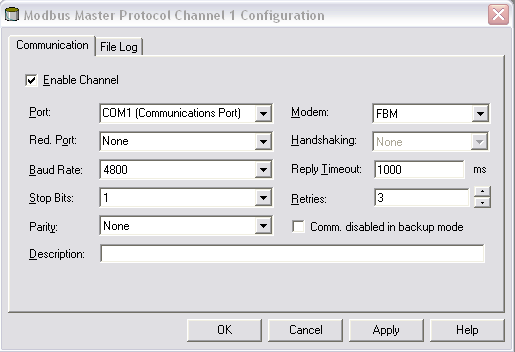 Modbus Master Protocol Channel 1 Configuration
Communication File Log
Enable Channel
Port: COM1 (Communications Port) Modem: FBM
Red. Port: None Handshaking: None
Baud Rate: 4800 Reply Timeout: 1000 ms
Stop Bits: 1 Retries: 3
Parity: None Comm. disabled in backup mode
Description:
OK Cancel Apply Help